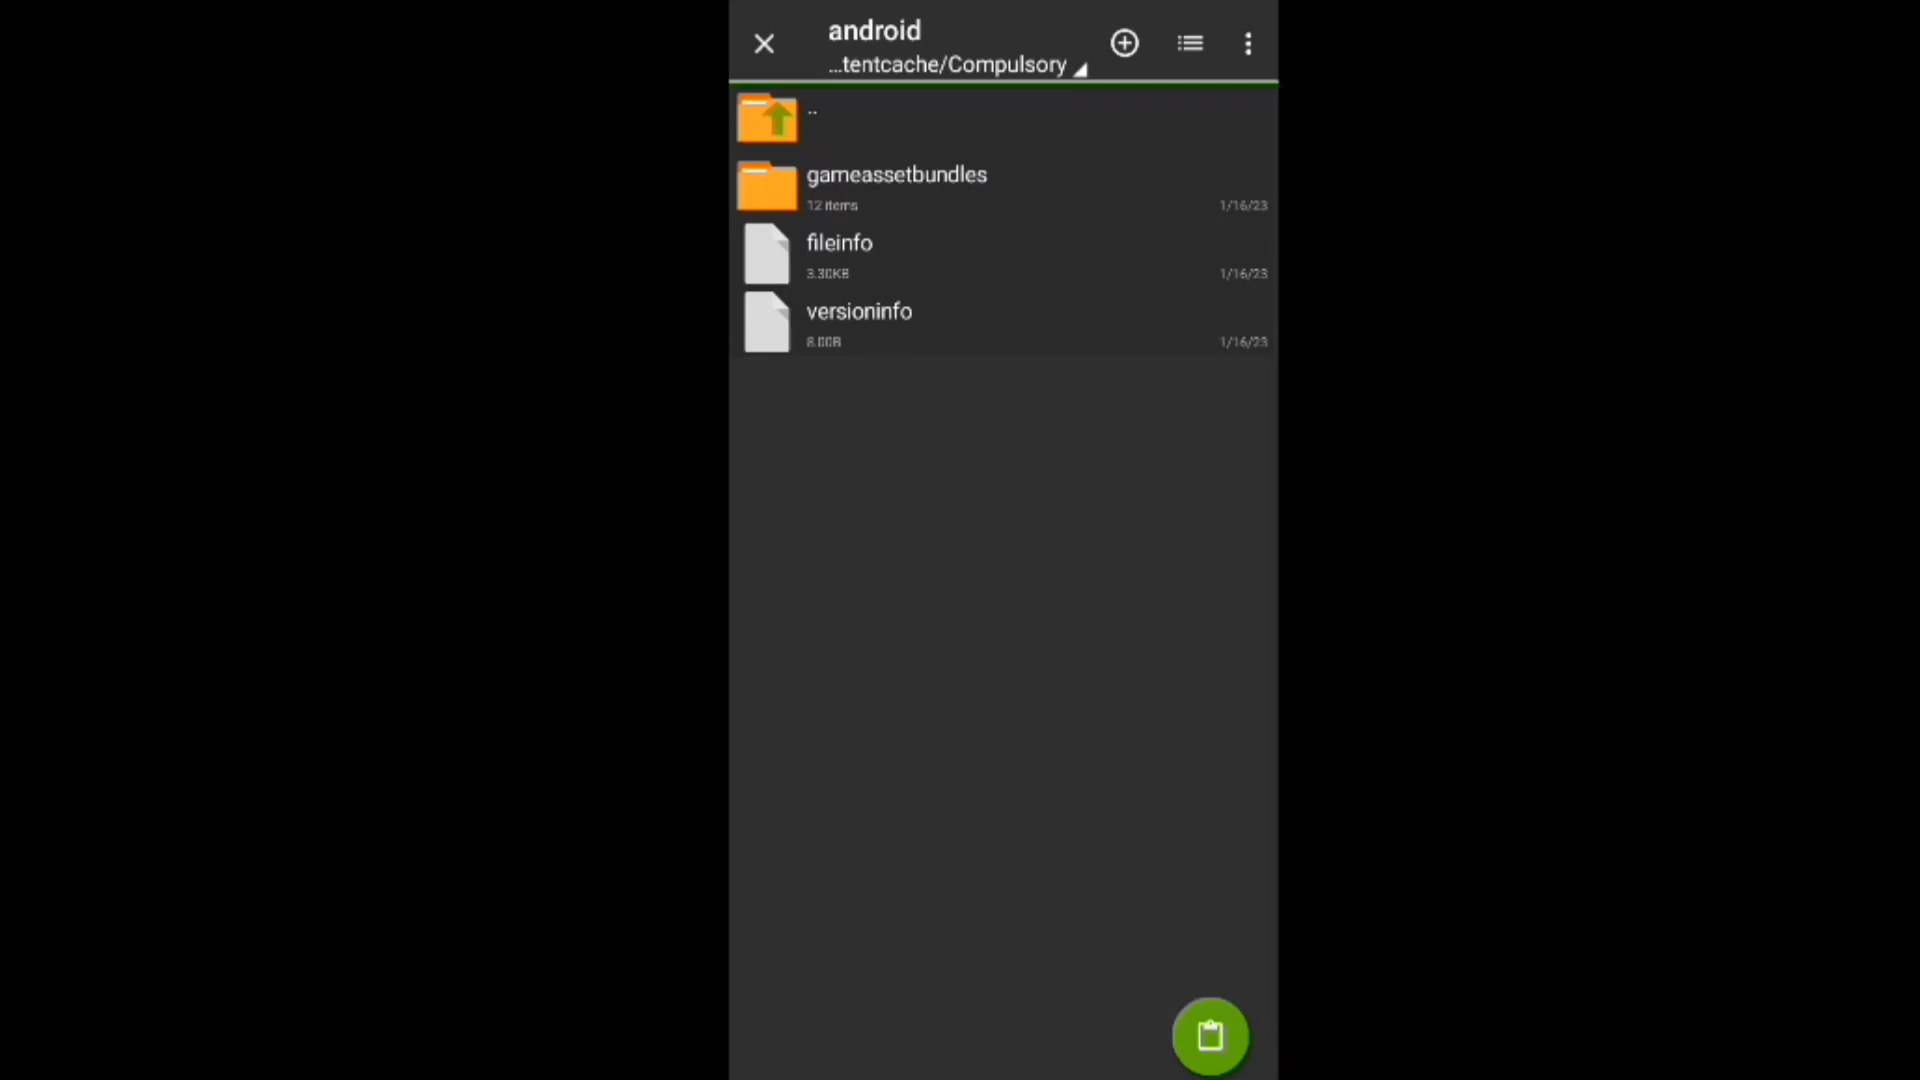 android
...tentcache/Compulsory
..
gameassetbundles
12 items
1/16/23
fileinfo
3.30KB
1/16/23
versioninfo
8.00B
1/16/23